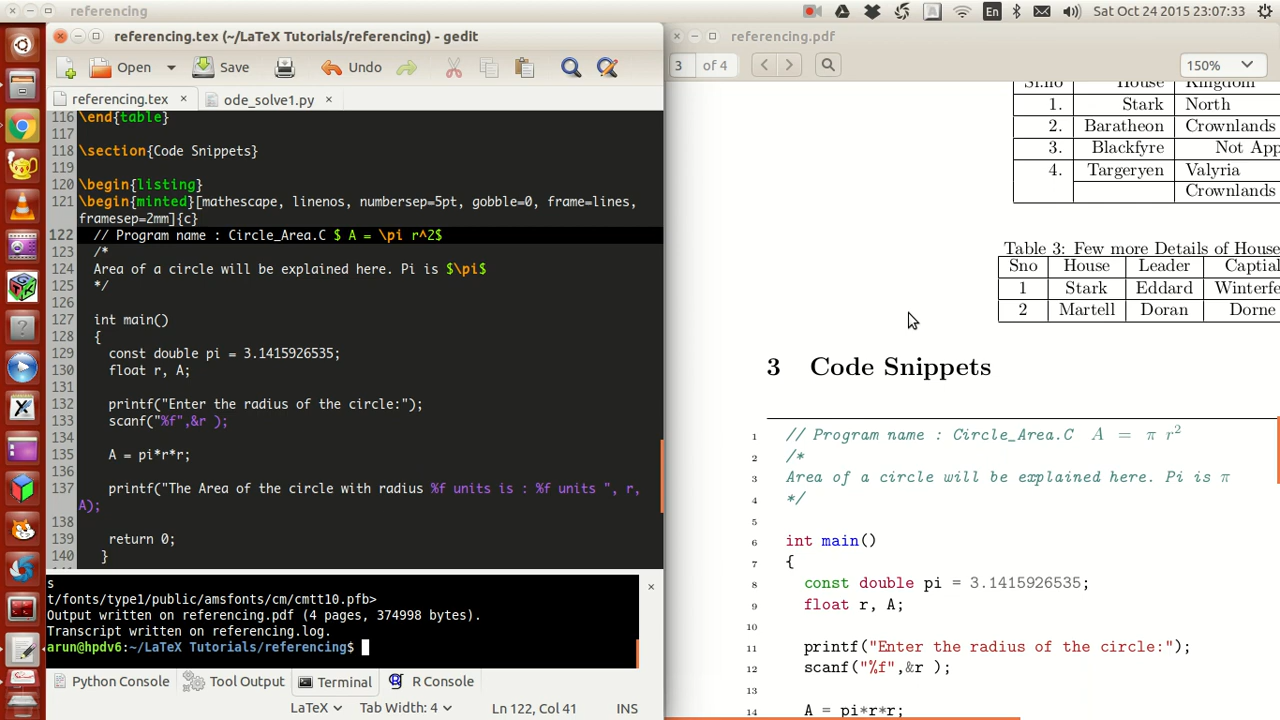 referencing
En
Sat Oct 24 2015 23:07:33
referencing.tex (~/LaTeX Tutorials/referencing) - gedit
Open
Save
Undo
referencing.tex ×
ode_solve1.py ×
116 \end{table}
117
118 \section{Code Snippets}
119
120 \begin{listing}
121 \begin{minted}[mathescape, linenos, numbersep=5pt, gobble=0, frame=lines,
framesep=2mm]{c}
122 // Program name : Circle_Area.C $ A = \pi r^2$
123 /*
124 Area of a circle will be explained here. Pi is $\pi$
125 */
126
127 int main()
128 {
129 const double pi = 3.1415926535;
130 float r, A;
131
132 printf("Enter the radius of the circle:");
133 scanf("%f",&r );
134
135 A = pi*r*r;
136
137 printf("The Area of the circle with radius %f units is : %f units ", r,
A);
138
139 return 0;
140 }
s
t/fonts/type1/public/amsfonts/cm/cmtt10.pfb>
Output written on referencing.pdf (4 pages, 374998 bytes).
Transcript written on referencing.log.
arun@hpdv6:~/LaTeX Tutorials/referencing$
Python Console
Tool Output
Terminal
R Console
LaTeX
Tab Width: 4
Ln 122, Col 41
INS
referencing.pdf
3 of 4
150%
Sl.no House Kingdom
1. Stark North
2. Baratheon Crownlands
3. Blackfyre Not App
4. Targeryen Valyria
Crownlands
Table 3: Few more Details of House
Sno House Leader Captial
1 Stark Eddard Winterfe
2 Martell Doran Dorne
3 Code Snippets
1 // Program name : Circle_Area.C A = π r²
2 /*
3 Area of a circle will be explained here. Pi is π
4 */
5
6 int main()
7 {
8 const double pi = 3.1415926535;
9 float r, A;
10
11 printf("Enter the radius of the circle:");
12 scanf("%f",&r );
13
14 A = pi*r*r;